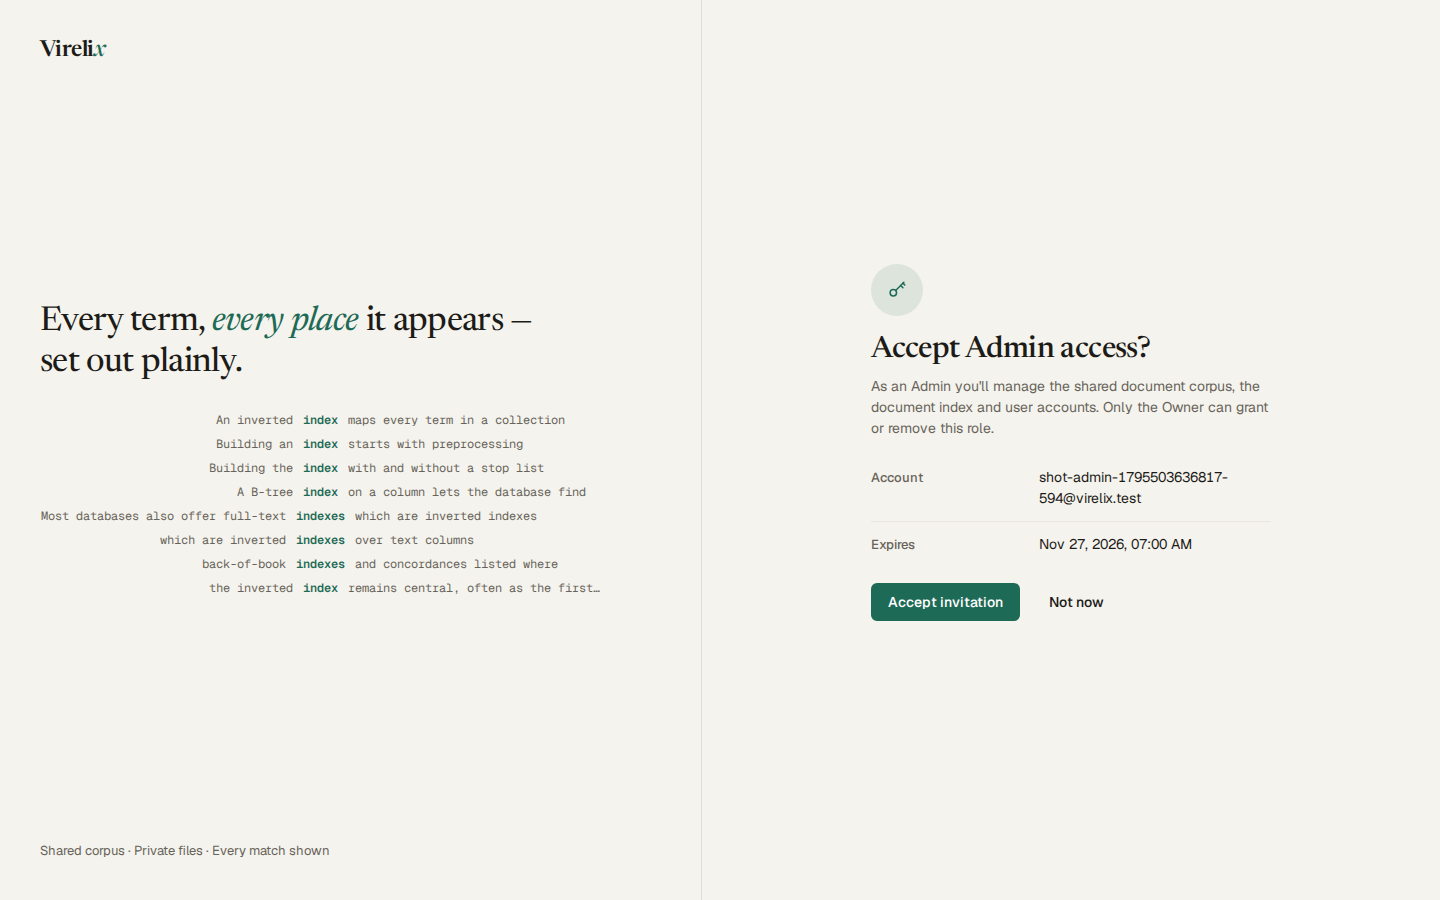 Virelix
Every term, every place it appears —
set out plainly.
An inverted index maps every term in a collection
Building an index starts with preprocessing
Building the index with and without a stop list
A B-tree index on a column lets the database find
Most databases also offer full-text indexes which are inverted indexes
which are inverted indexes over text columns
back-of-book indexes and concordances listed where
the inverted index remains central, often as the first…
Shared corpus · Private files · Every match shown
Accept Admin access?
As an Admin you'll manage the shared document corpus, the
document index and user accounts. Only the Owner can grant
or remove this role.
Account shot-admin-1795503636817-
594@virelix.test
Expires Nov 27, 2026, 07:00 AM
Accept invitation Not now